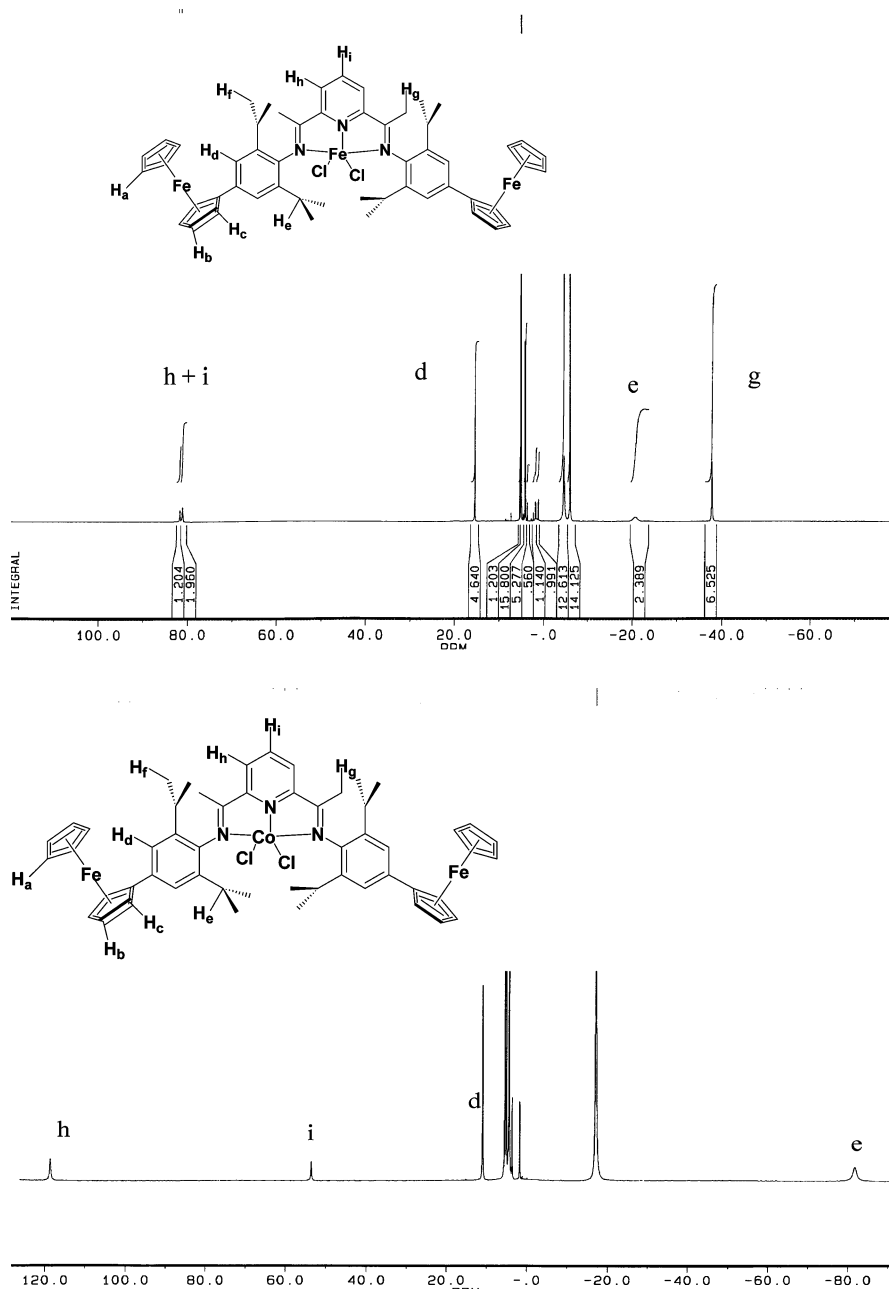 Hi
Hf Hh Hg
N
Hd N Fe N
Cl Cl
Fe Fe
Ha
He
Hc
Hb
h + i d e g
INTEGRAL
1.204
1.960
4.640
1.203
15.800
5.277
.560
1.140
.991
12.613
14.125
2.389
6.525
100.0 80.0 60.0 40.0 20.0 -.0 -20.0 -40.0 -60.0
PPM
Hi
Hf Hh Hg
N
Hd N Co N
Cl Cl
Fe Fe
Ha
He
Hc
Hb
h i d e
120.0 100.0 80.0 60.0 40.0 20.0 -.0 -20.0 -40.0 -60.0 -80.0